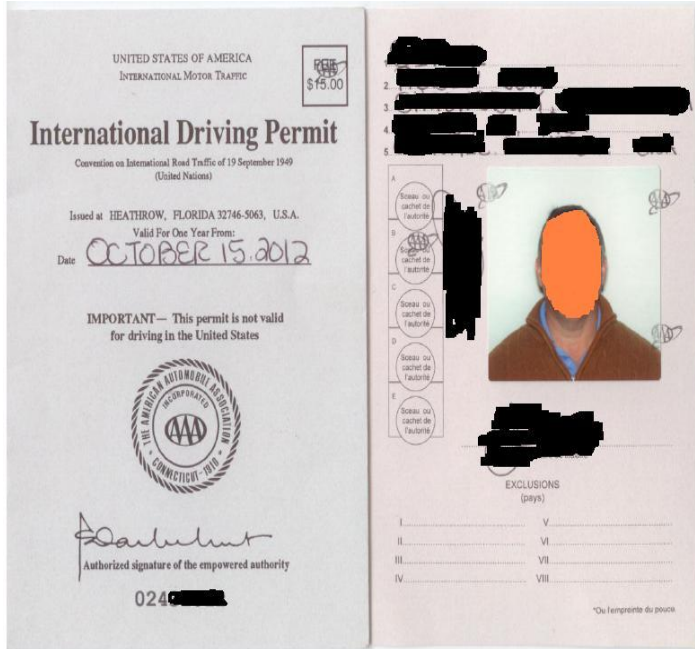 UNITED STATES OF AMERICA
INTERNATIONAL MOTOR TRAFFIC
FEE
$15.00
International Driving Permit
Convention on International Road Traffic of 19 September 1949
(United Nations)
Issued at HEATHROW, FLORIDA 32746-5063, U.S.A.
Valid For One Year From:
Date OCTOBER 15.2012
IMPORTANT— This permit is not valid
for driving in the United States
THE AMERICAN AUTOMOBILE ASSOCIATION
INCORPORATED
AAA
CONNECTICUT-1910
Authorized signature of the empowered authority
024
2.
3.
4.
5.
A
Sceau ou
cachet de
l'autorité
B
cachet de
l'autorité
C
Sceau ou
cachet de
l'autorité
D
Sceau ou
cachet de
l'autorité
E
Sceau ou
cachet de
l'autorité
EXCLUSIONS
(pays)
I V
II VI
III VII
IV VIII
*Ou l'empreinte du pouce.